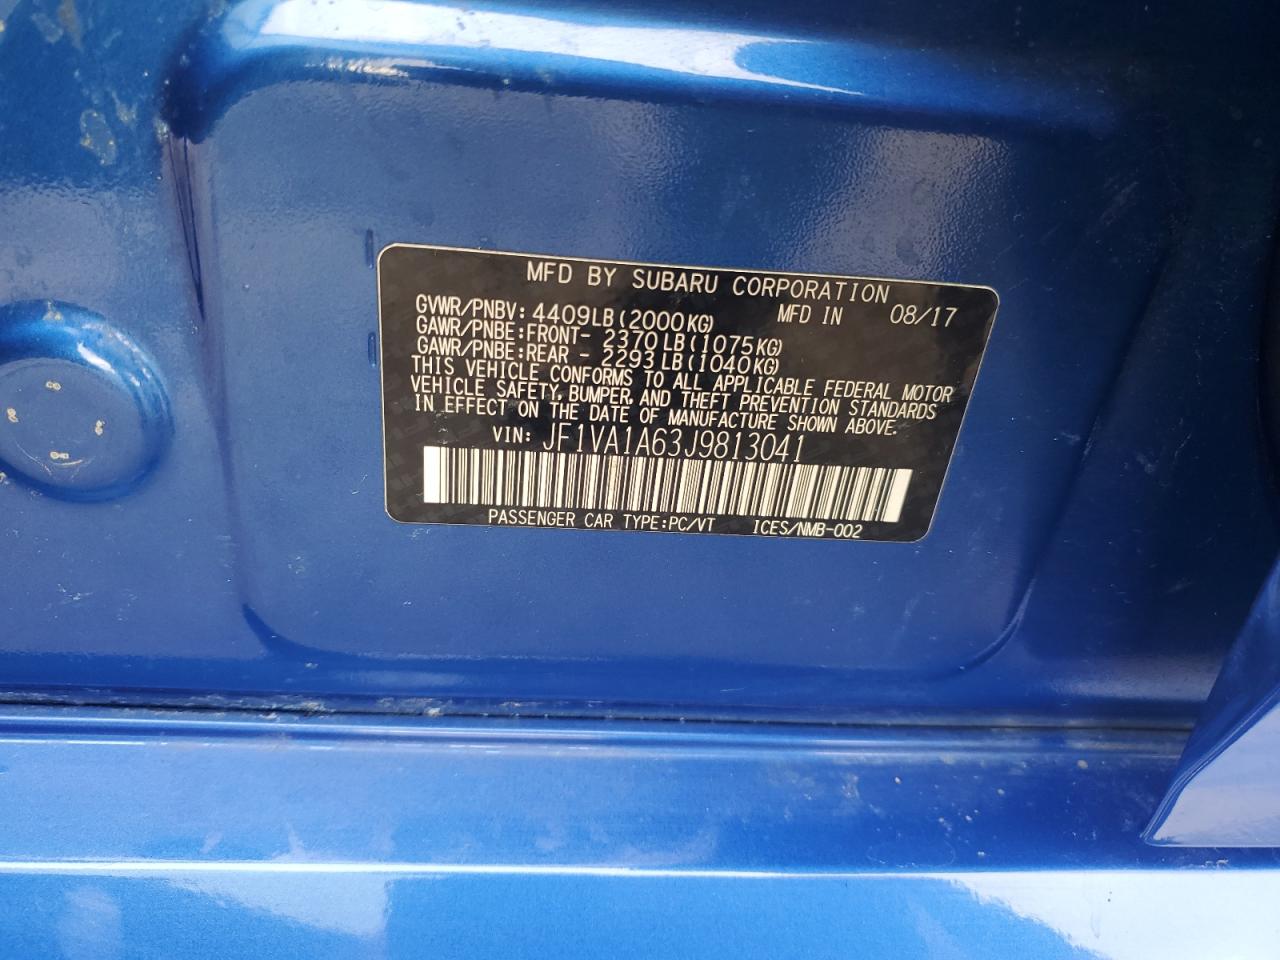 MFD BY SUBARU CORPORATION
GVWR/PNBV: 4409LB(2000KG) MFD IN 08/17
GAWR/PNBE:FRONT- 2370LB(1075KG)
GAWR/PNBE:REAR - 2293LB(1040KG)
THIS VEHICLE CONFORMS TO ALL APPLICABLE FEDERAL MOTOR
VEHICLE SAFETY, BUMPER, AND THEFT PREVENTION STANDARDS
IN EFFECT ON THE DATE OF MANUFACTURE SHOWN ABOVE.
VIN: JF1VA1A63J9813041
PASSENGER CAR TYPE:PC/VT ICES/NMB-002